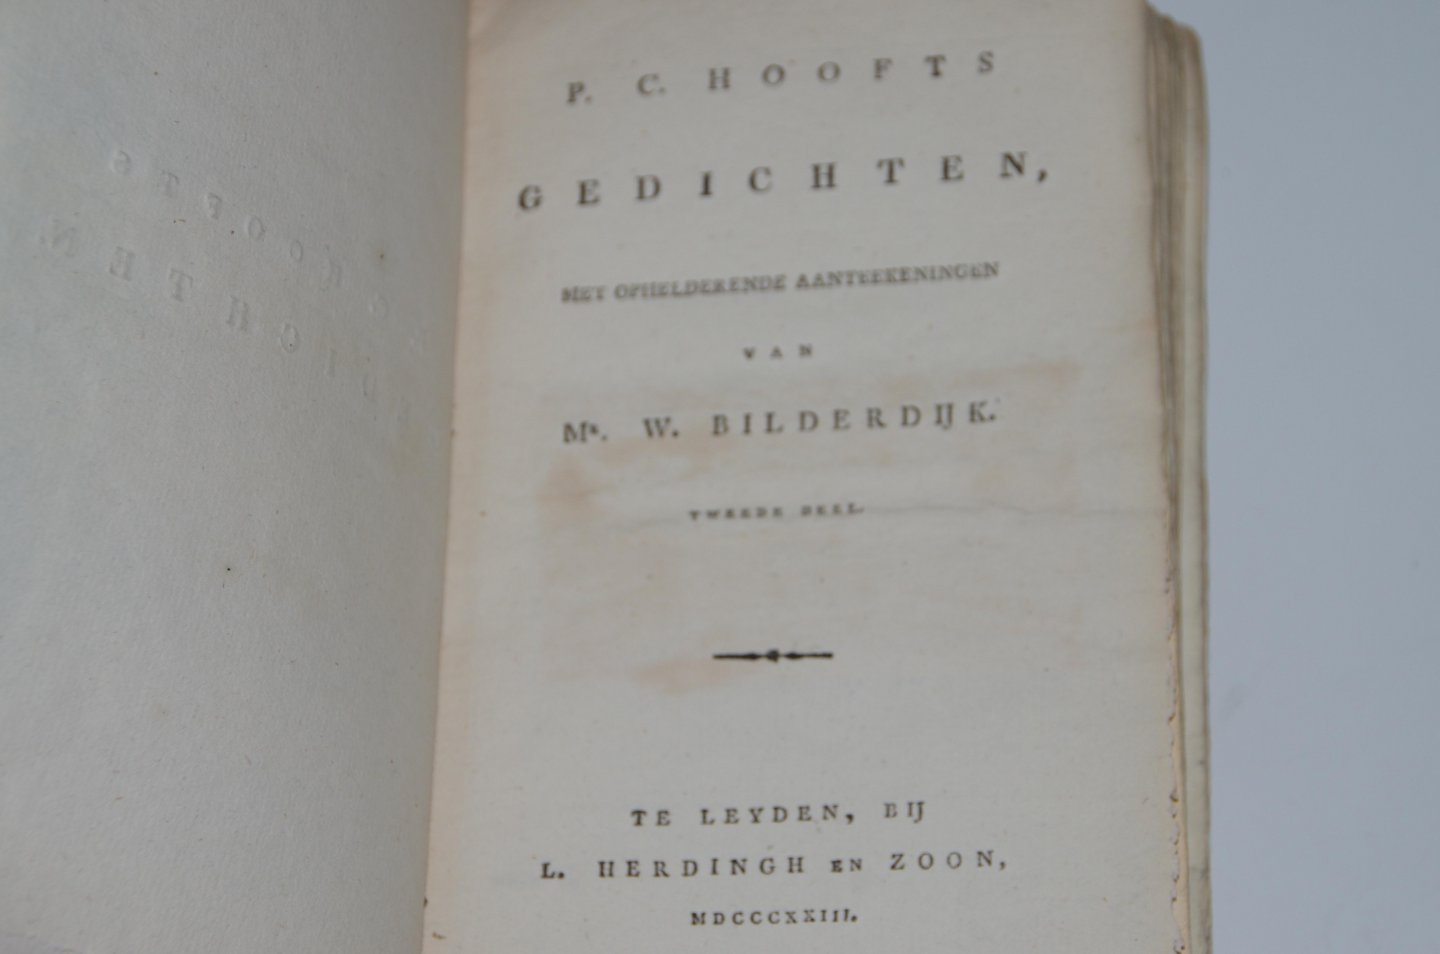 P. C. HOOFTS
GEDICHTEN,
MET OPHELDERENDE AANTEEKENINGEN
VAN
Mr. W. BILDERDIJK.
TWEEDE DEEL.
TE LEYDEN, BIJ
L. HERDINGH EN ZOON,
MDCCCXXIII.